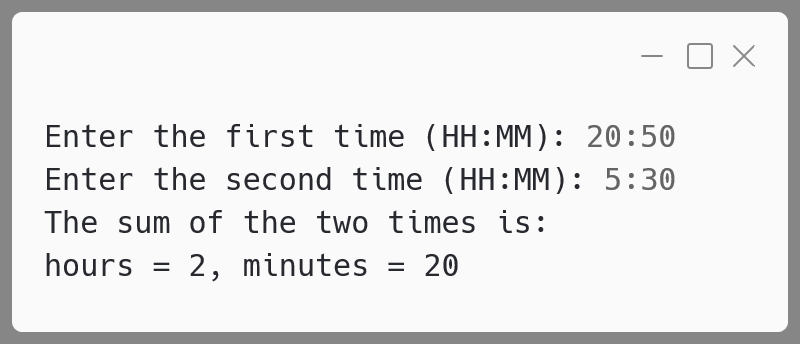 Enter the first time (HH:MM): 20:50
Enter the second time (HH:MM): 5:30
The sum of the two times is:
hours = 2, minutes = 20